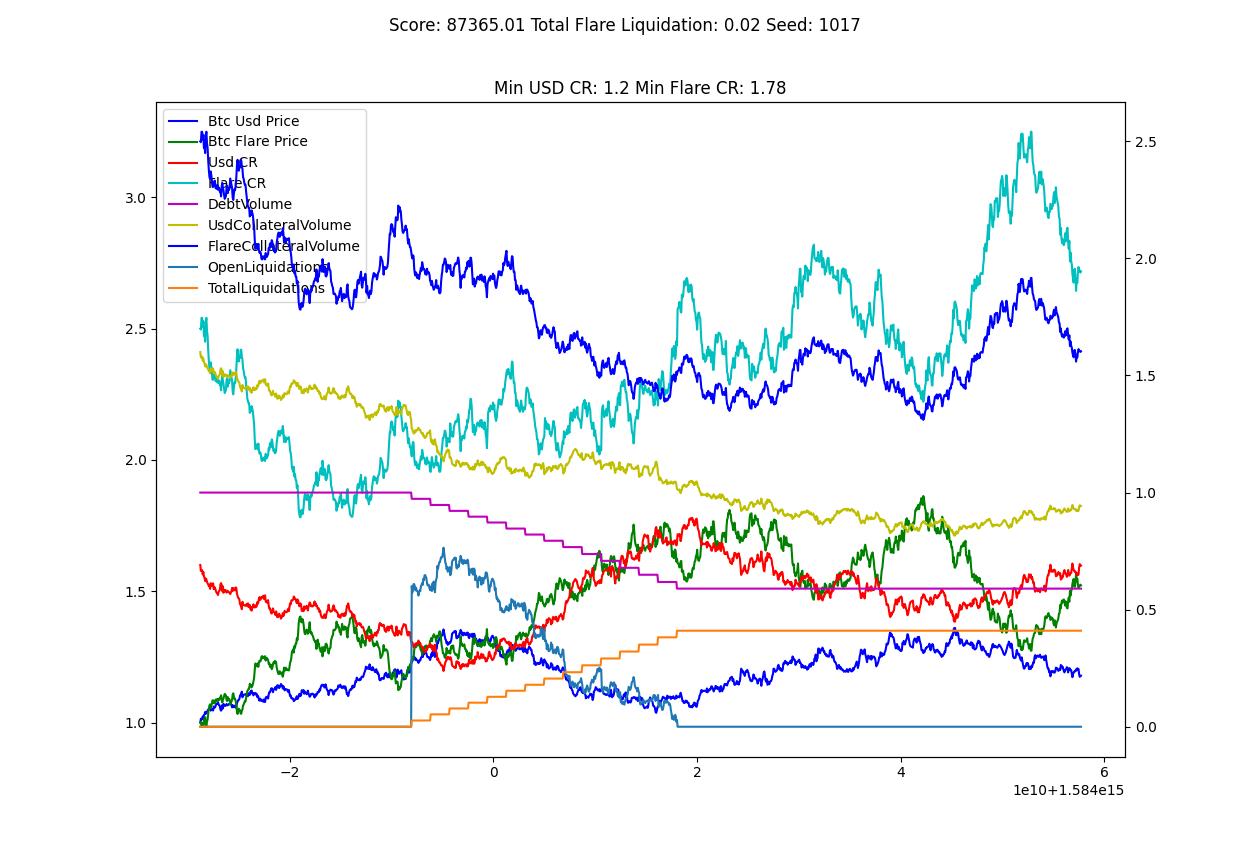 Score: 87365.01 Total Flare Liquidation: 0.02 Seed: 1017
Min USD CR: 1.2 Min Flare CR: 1.78
Btc Usd Price
Btc Flare Price
Usd CR
Flare CR
DebtVolume
UsdCollateralVolume
FlareCollateralVolume
OpenLiquidations
TotalLiquidations
3.0
2.5
2.0
1.5
1.0
2.5
2.0
1.5
1.0
0.5
0.0
−2
0
2
4
6
1e10+1.584e15